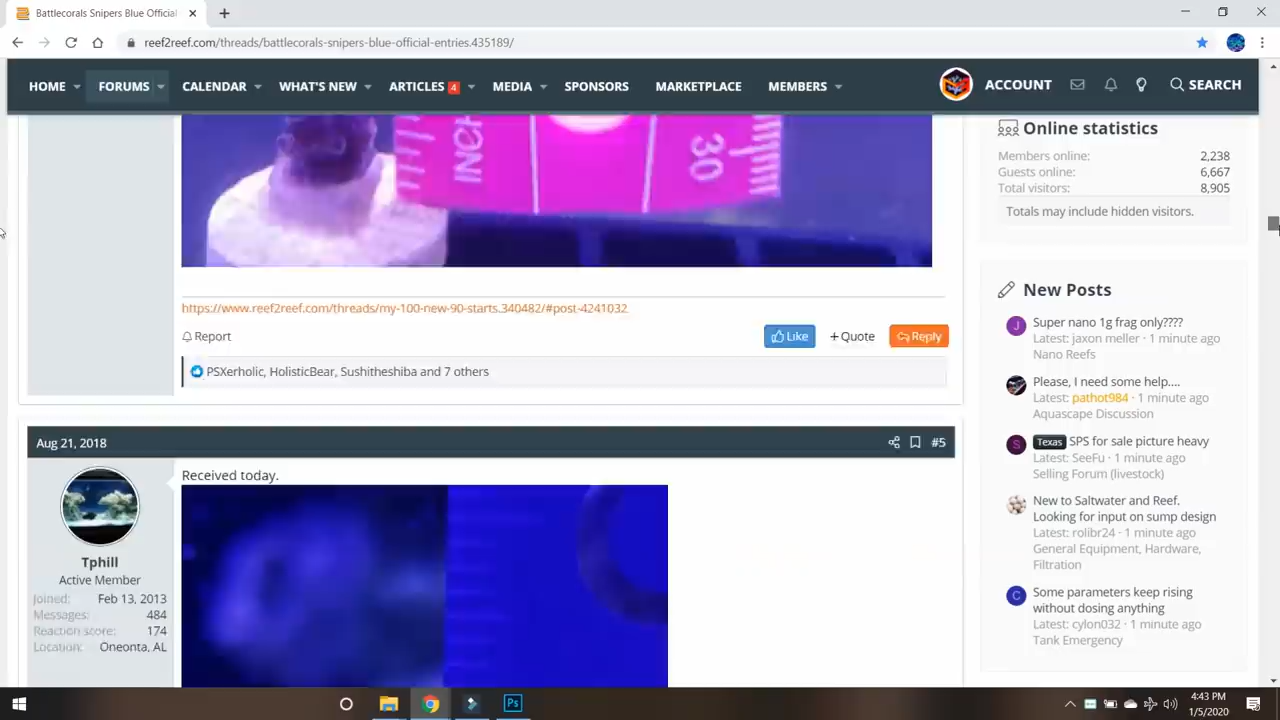 Battlecorals Snipers Blue Official
reef2reef.com/threads/battlecorals-snipers-blue-official-entries.435189/
HOME FORUMS CALENDAR WHAT'S NEW ARTICLES 4 MEDIA SPONSORS MARKETPLACE MEMBERS ACCOUNT SEARCH
INCH
30
https://www.reef2reef.com/threads/my-100-new-90-starts.340482/#post-4241032
Report Like + Quote Reply
PSXerholic, HolisticBear, Sushitheshiba and 7 others
Aug 21, 2018 #5
Received today.
Tphill
Active Member
Joined: Feb 13, 2013
Messages: 484
Reaction score: 174
Location: Oneonta, AL
Online statistics
Members online: 2,238
Guests online: 6,667
Total visitors: 8,905
Totals may include hidden visitors.
New Posts
J
Super nano 1g frag only????
Latest: jaxon meller · 1 minute ago
Nano Reefs
Please, I need some help....
Latest: pathot984 · 1 minute ago
Aquascape Discussion
S
Texas SPS for sale picture heavy
Latest: SeeFu · 1 minute ago
Selling Forum (livestock)
New to Saltwater and Reef.
Looking for input on sump design
Latest: rolibr24 · 1 minute ago
General Equipment, Hardware,
Filtration
C
Some parameters keep rising
without dosing anything
Latest: cylon032 · 1 minute ago
Tank Emergency
Ps
4:43 PM
1/5/2020